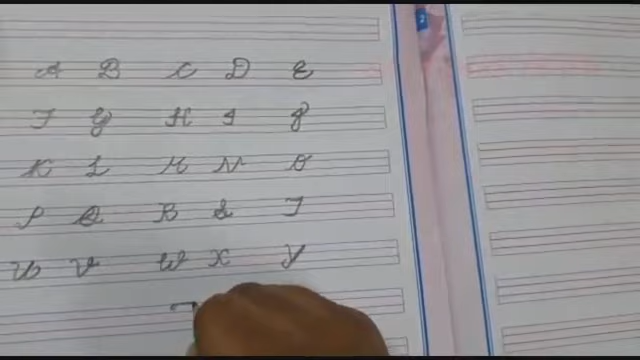 A B C D E
F G H I J
K L M N O
P Q R S T
U V W X Y